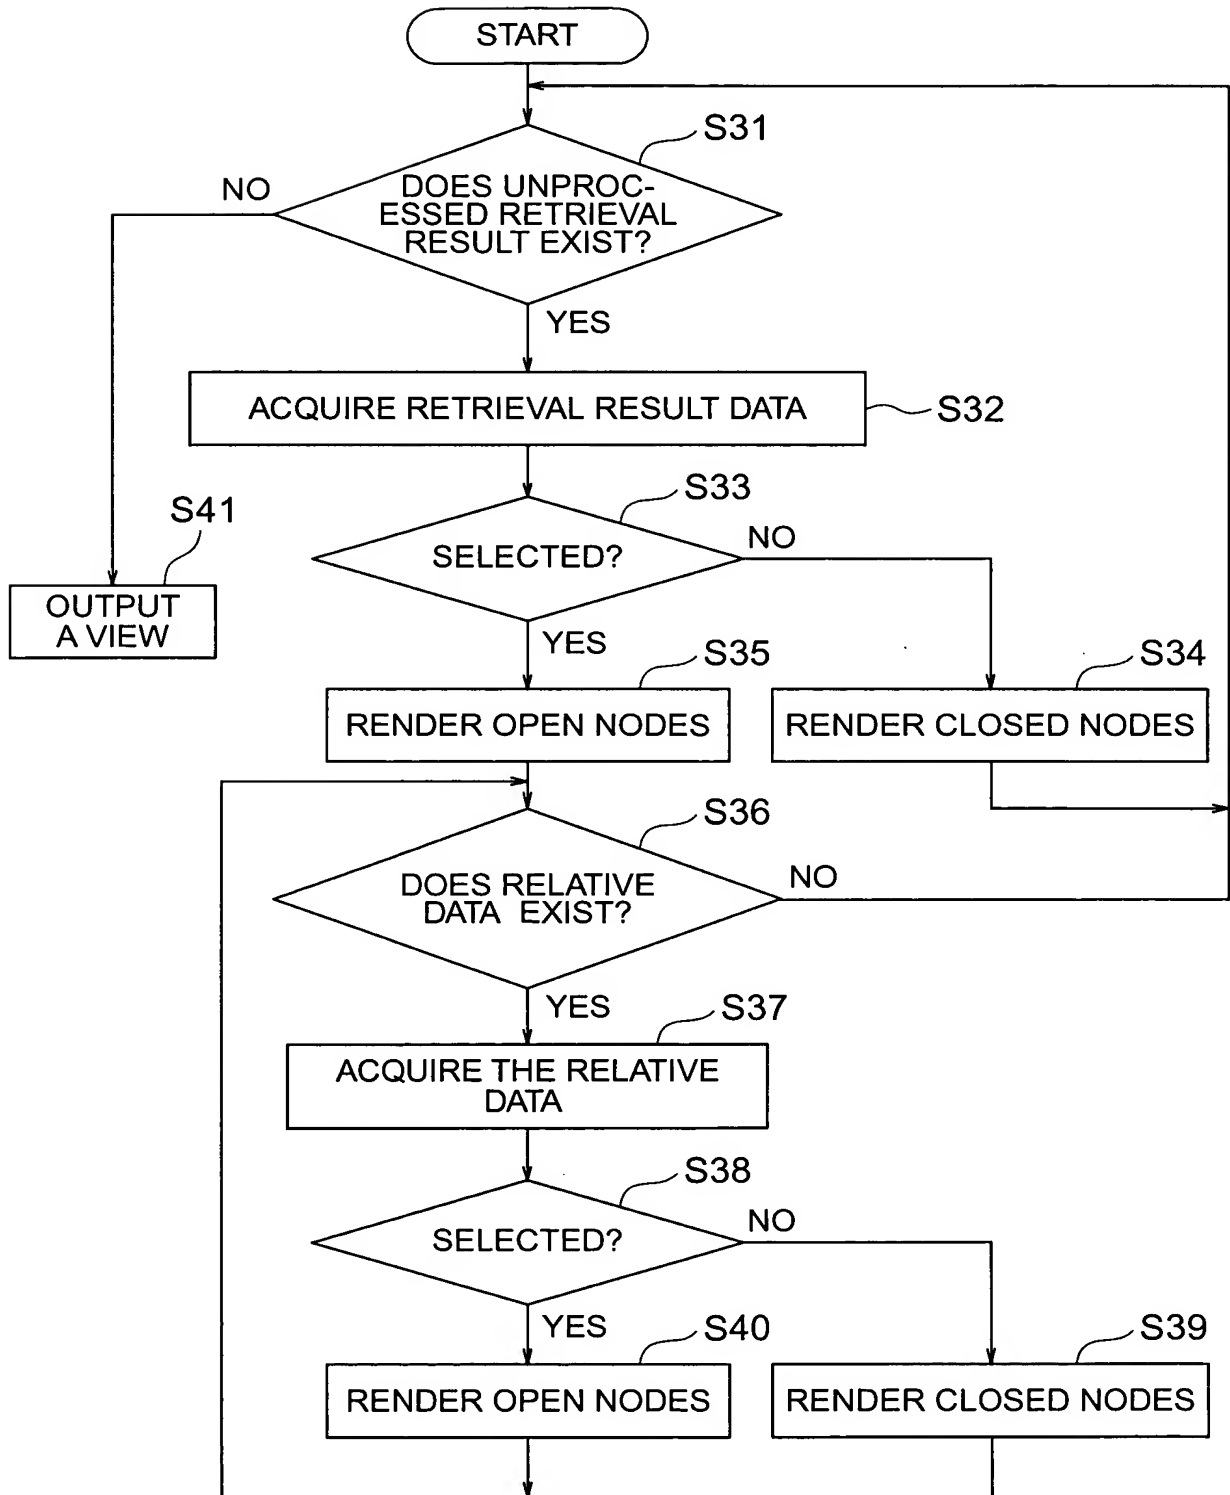 START
S31
NO
DOES UNPROC-
ESSED RETRIEVAL
RESULT EXIST?
YES
ACQUIRE RETRIEVAL RESULT DATA
S32
S33
S41
SELECTED?
NO
OUTPUT
A VIEW
YES
S35
S34
RENDER OPEN NODES
RENDER CLOSED NODES
S36
DOES RELATIVE
DATA EXIST?
NO
YES
S37
ACQUIRE THE RELATIVE
DATA
S38
SELECTED?
NO
YES
S40
S39
RENDER OPEN NODES
RENDER CLOSED NODES